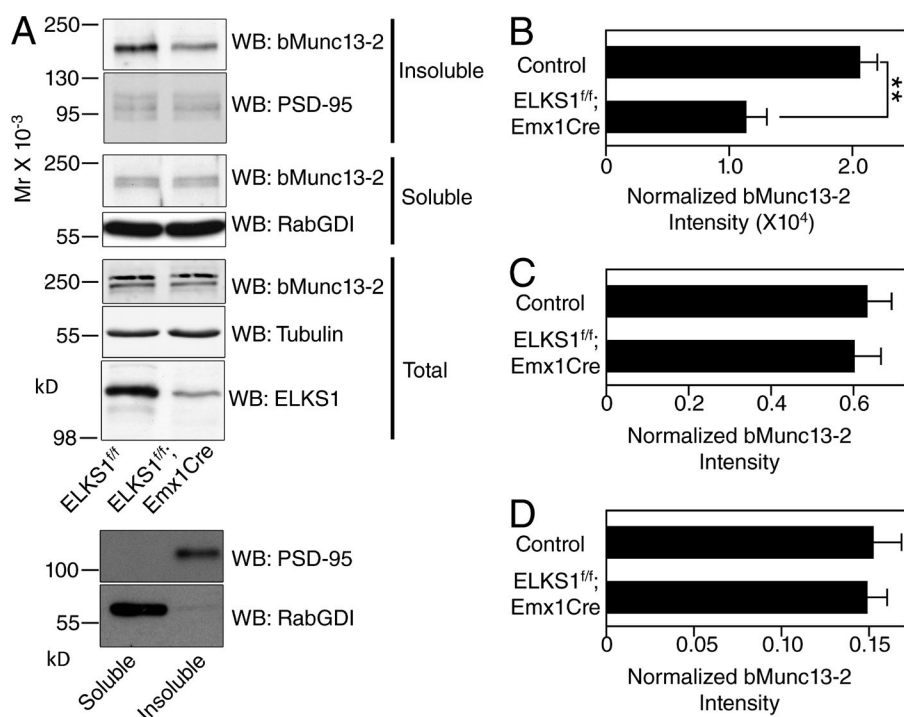 A
Mr X 10-3
250
WB: bMunc13-2
130
95
WB: PSD-95
Insoluble
250
WB: bMunc13-2
55
WB: RabGDI
Soluble
250
WB: bMunc13-2
55
WB: Tubulin
kD
WB: ELKS1
98
Total
ELKS1f/f
ELKS1f/f;
Emx1Cre
100
WB: PSD-95
55
WB: RabGDI
kD
Soluble
Insoluble
B
Control
ELKS1f/f;
Emx1Cre
**
0 1.0 2.0
Normalized bMunc13-2
Intensity (X104)
C
Control
ELKS1f/f;
Emx1Cre
0 0.2 0.4 0.6
Normalized bMunc13-2
Intensity
D
Control
ELKS1f/f;
Emx1Cre
0 0.05 0.10 0.15
Normalized bMunc13-2
Intensity